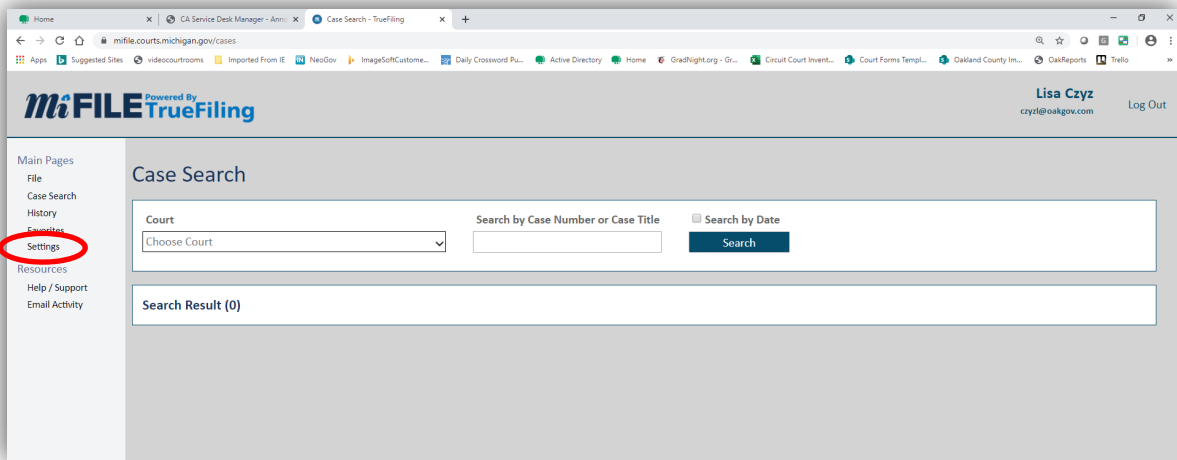 Home
CA Service Desk Manager - Anno
Case Search - TrueFiling
mifile.courts.michigan.gov/cases
Apps Suggested Sites videocourtrooms Imported From IE NeoGov ImageSoftCustome... Daily Crossword Pu... Active Directory Home GradNight.org - Gr... Circuit Court Invent... Court Forms Templ... Oakland County Im... OakReports Trello »
MiFILE Powered By TrueFiling
Lisa Czyz
czyzl@oakgov.com
Log Out
Main Pages
File
Case Search
History
Favorites
Settings
Resources
Help / Support
Email Activity
Case Search
Court
Choose Court
Search by Case Number or Case Title
Search by Date
Search
Search Result (0)